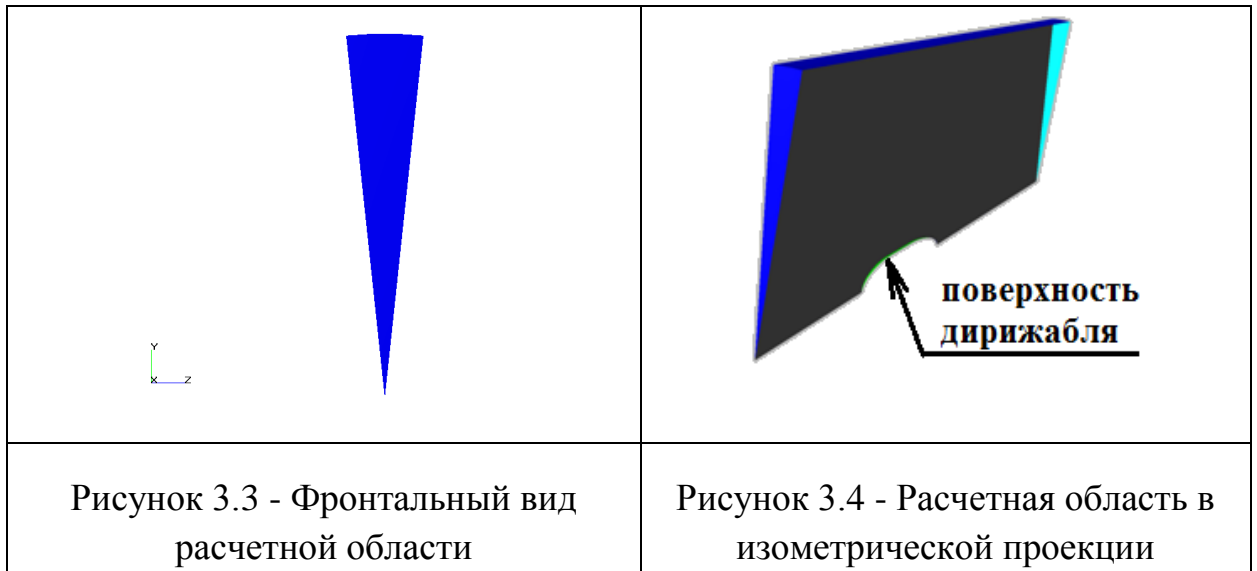 Y
X Z
поверхность
дирижабля
Рисунок 3.3 - Фронтальный вид
расчетной области
Рисунок 3.4 - Расчетная область в
изометрической проекции